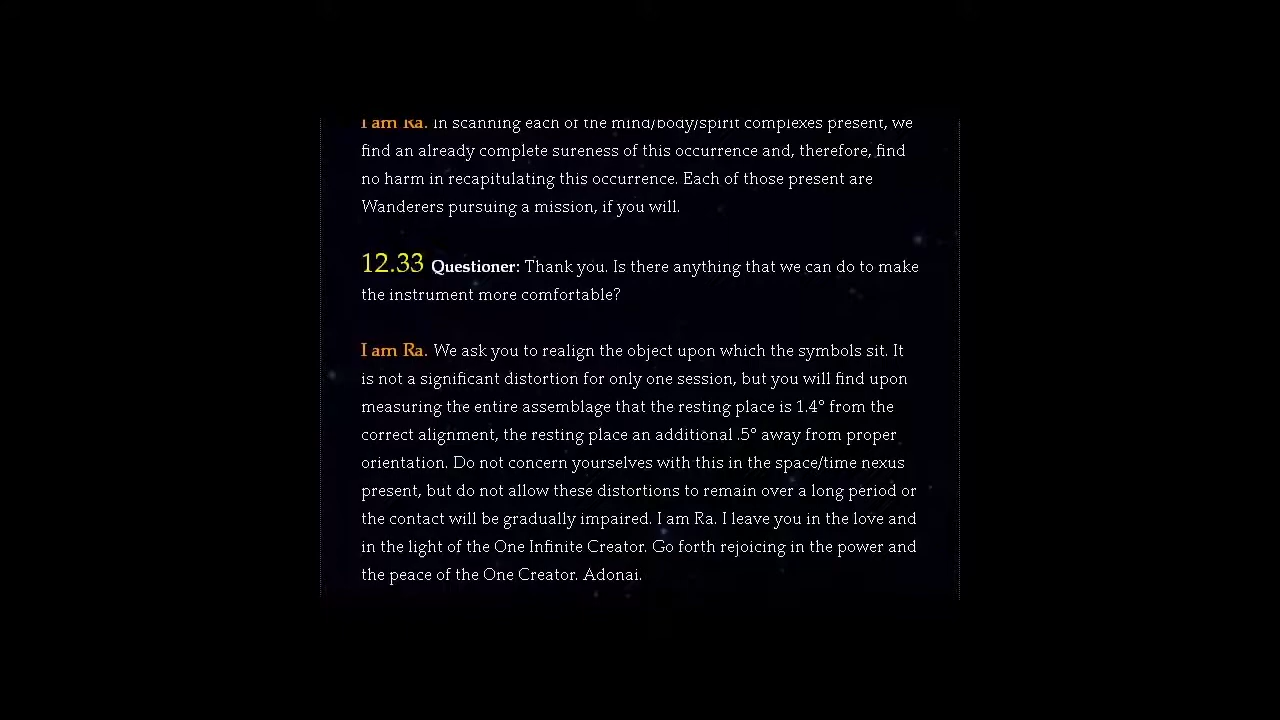 I am Ra. In scanning each of the mind/body/spirit complexes present, we
find an already complete sureness of this occurrence and, therefore, find
no harm in recapitulating this occurrence. Each of those present are
Wanderers pursuing a mission, if you will.
12.33 Questioner: Thank you. Is there anything that we can do to make
the instrument more comfortable?
I am Ra. We ask you to realign the object upon which the symbols sit. It
is not a significant distortion for only one session, but you will find upon
measuring the entire assemblage that the resting place is 1.4° from the
correct alignment, the resting place an additional .5° away from proper
orientation. Do not concern yourselves with this in the space/time nexus
present, but do not allow these distortions to remain over a long period or
the contact will be gradually impaired. I am Ra. I leave you in the love and
in the light of the One Infinite Creator. Go forth rejoicing in the power and
the peace of the One Creator. Adonai.